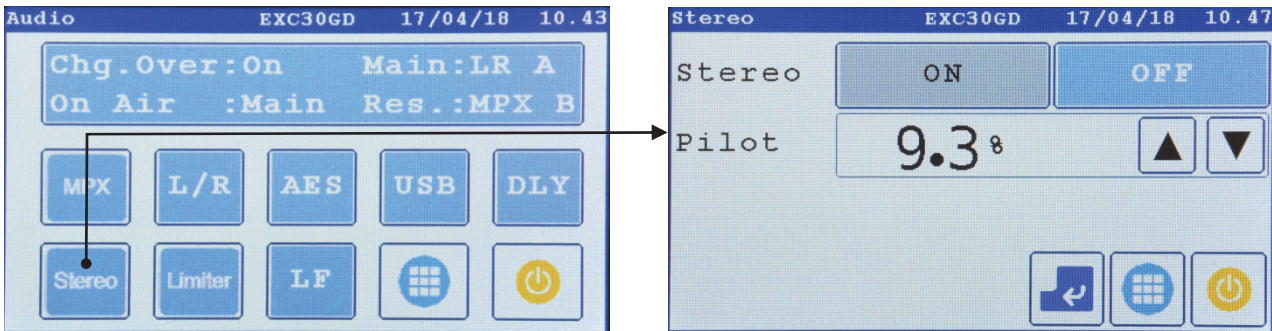 Audio EXC30GD 17/04/18 10.43
Chg.Over:On Main:LR A
On Air :Main Res.:MPX B
MPX L/R AES USB DLY
Stereo Limiter LF
Stereo EXC30GD 17/04/18 10.47
Stereo ON OFF
Pilot 9.3 %